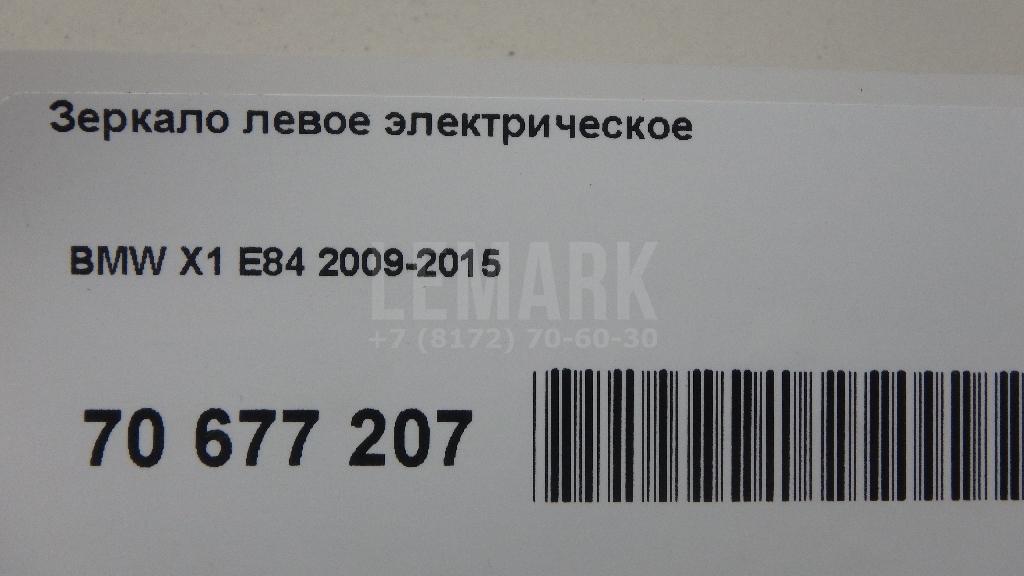 Зеркало левое электрическое
BMW X1 E84 2009-2015
LEMARK
+7 (8172) 70-60-30
70 677 207